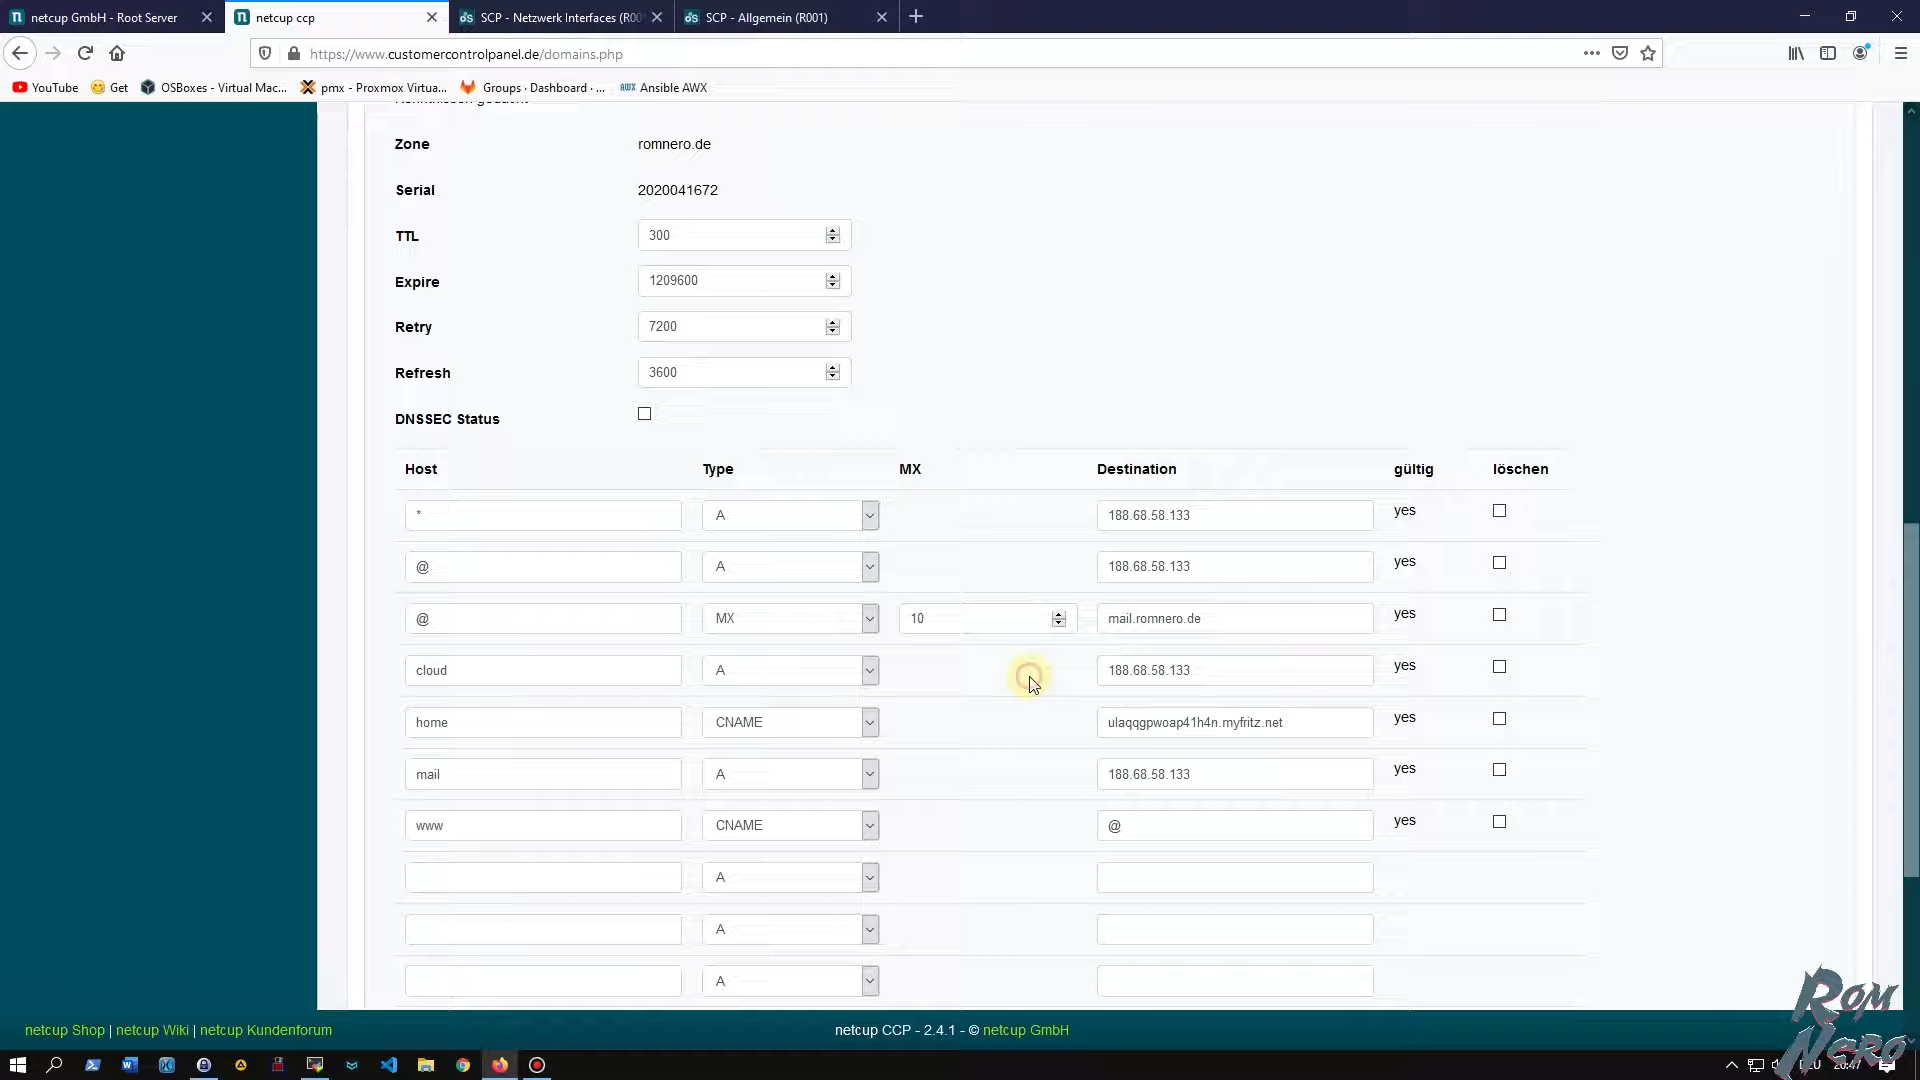 netcup GmbH - Root Server
netcup ccp
SCP - Netzwerk Interfaces (R00
SCP - Allgemein (R001)
https://www.customercontrolpanel.de/domains.php
YouTube
Get
OSBoxes - Virtual Mac...
pmx - Proxmox Virtua...
Groups · Dashboard · ...
AWX Ansible AWX
Zone romnero.de
Serial 2020041672
TTL 300
Expire 1209600
Retry 7200
Refresh 3600
DNSSEC Status
Host Type MX Destination gültig löschen
* A 188.68.58.133 yes
@ A 188.68.58.133 yes
@ MX 10 mail.romnero.de yes
cloud A 188.68.58.133 yes
home CNAME ulaqqgpwoap41h4n.myfritz.net yes
mail A 188.68.58.133 yes
www CNAME @ yes
A
A
A
netcup Shop | netcup Wiki | netcup Kundenforum
netcup CCP - 2.4.1 - © netcup GmbH
ROM
NERO
20:47